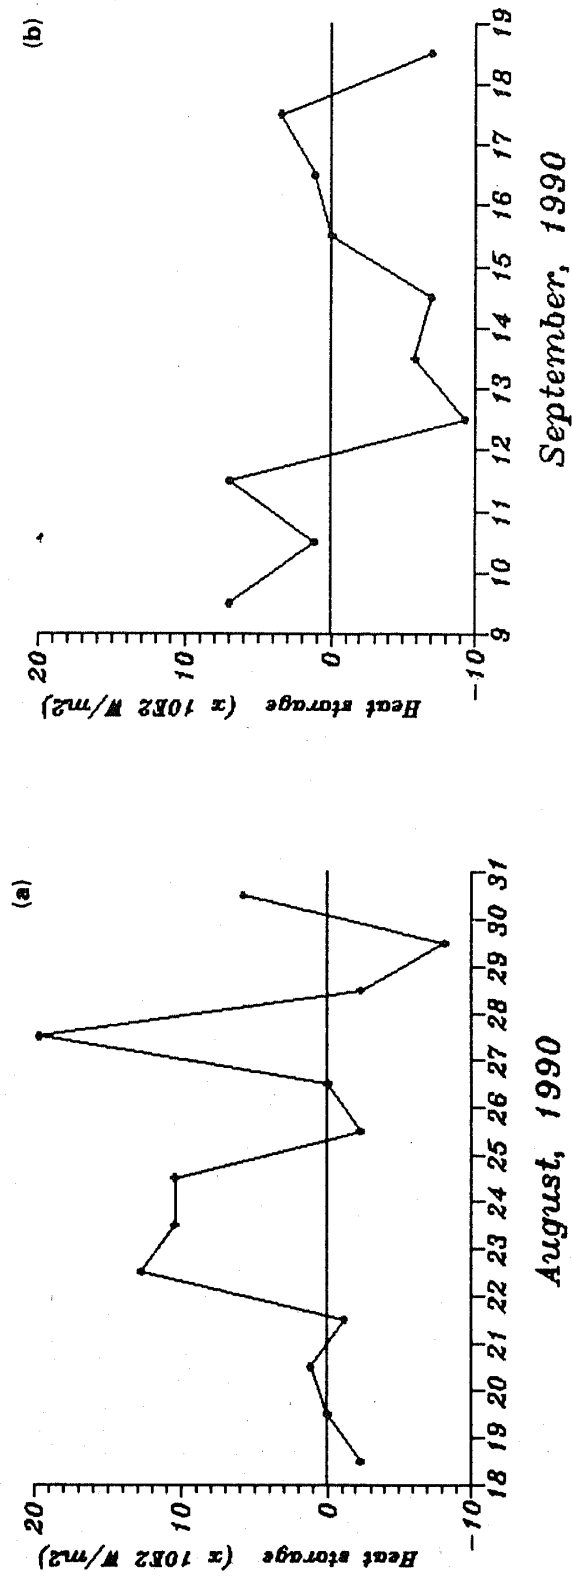 (a)
Heat storage (x 10E2 W/m2)
20
10
0
-10
18 19 20 21 22 23 24 25 26 27 28 29 30 31
August, 1990
(b)
Heat storage (x 10E2 W/m2)
20
10
0
-10
9 10 11 12 13 14 15 16 17 18 19
September, 1990